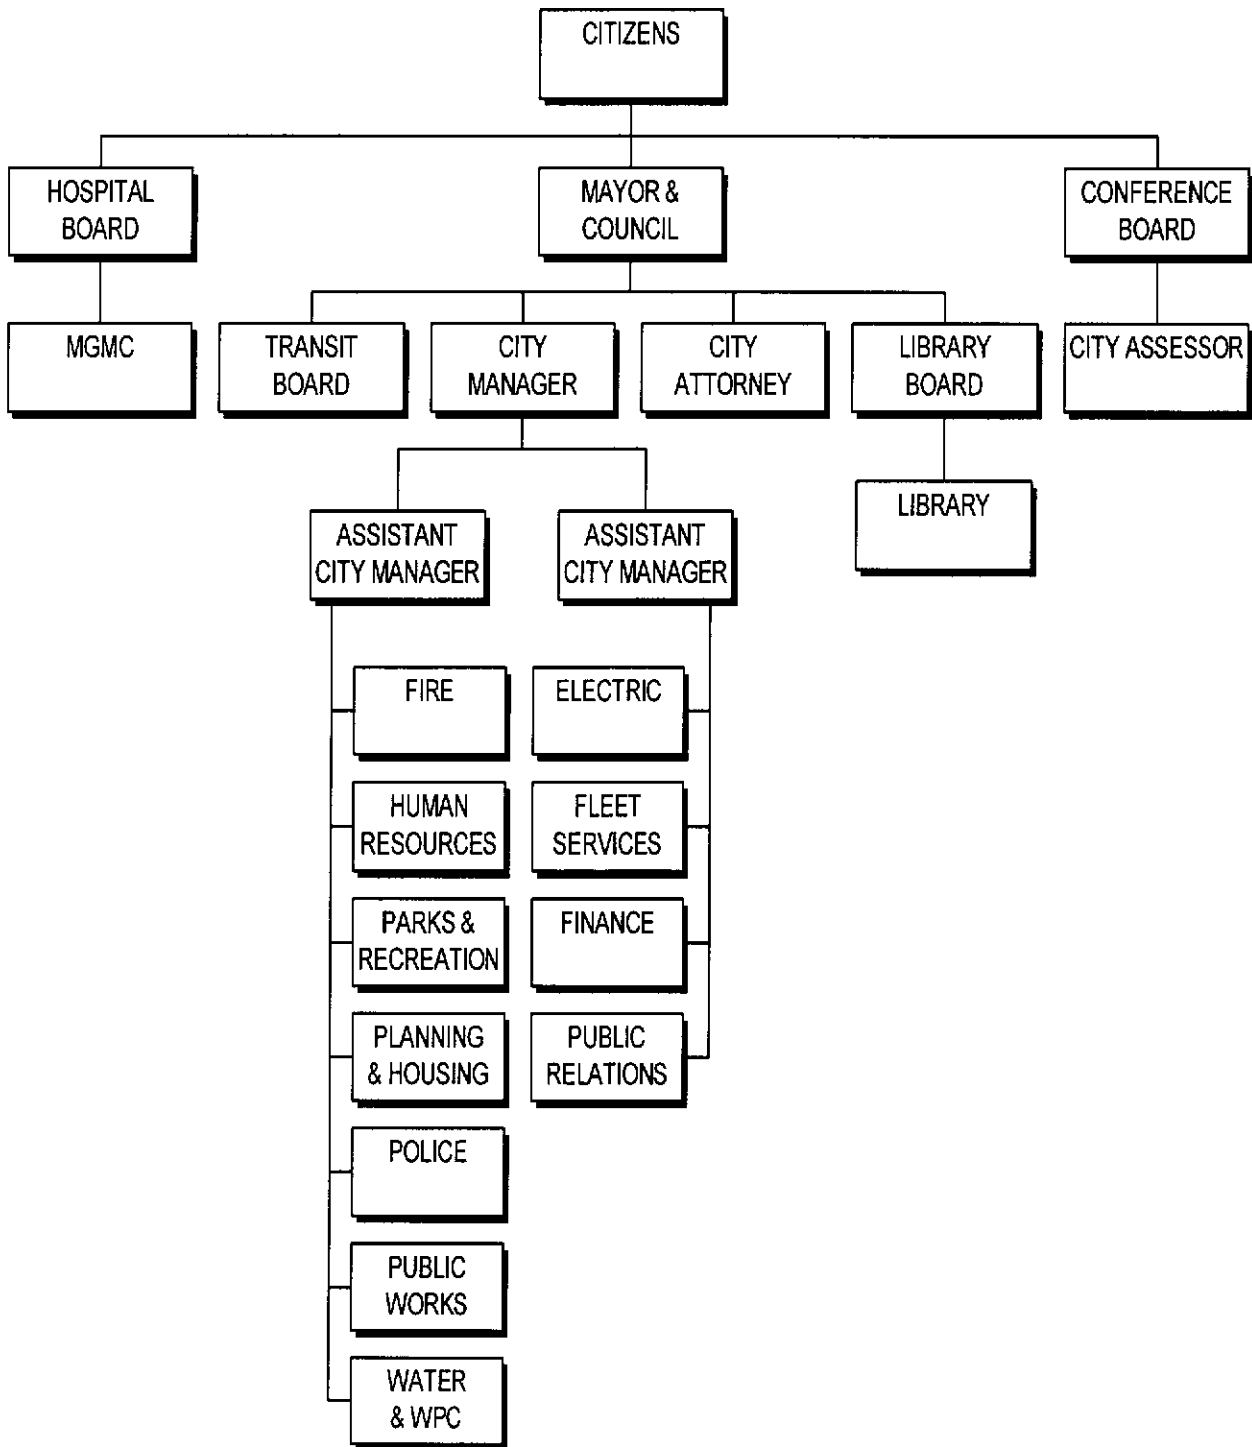 CITIZENS
HOSPITAL
BOARD
MAYOR &
COUNCIL
CONFERENCE
BOARD
MGMC
TRANSIT
BOARD
CITY
MANAGER
CITY
ATTORNEY
LIBRARY
BOARD
CITY ASSESSOR
LIBRARY
ASSISTANT
CITY MANAGER
ASSISTANT
CITY MANAGER
FIRE
ELECTRIC
HUMAN
RESOURCES
FLEET
SERVICES
PARKS &
RECREATION
FINANCE
PLANNING
& HOUSING
PUBLIC
RELATIONS
POLICE
PUBLIC
WORKS
WATER
& WPC